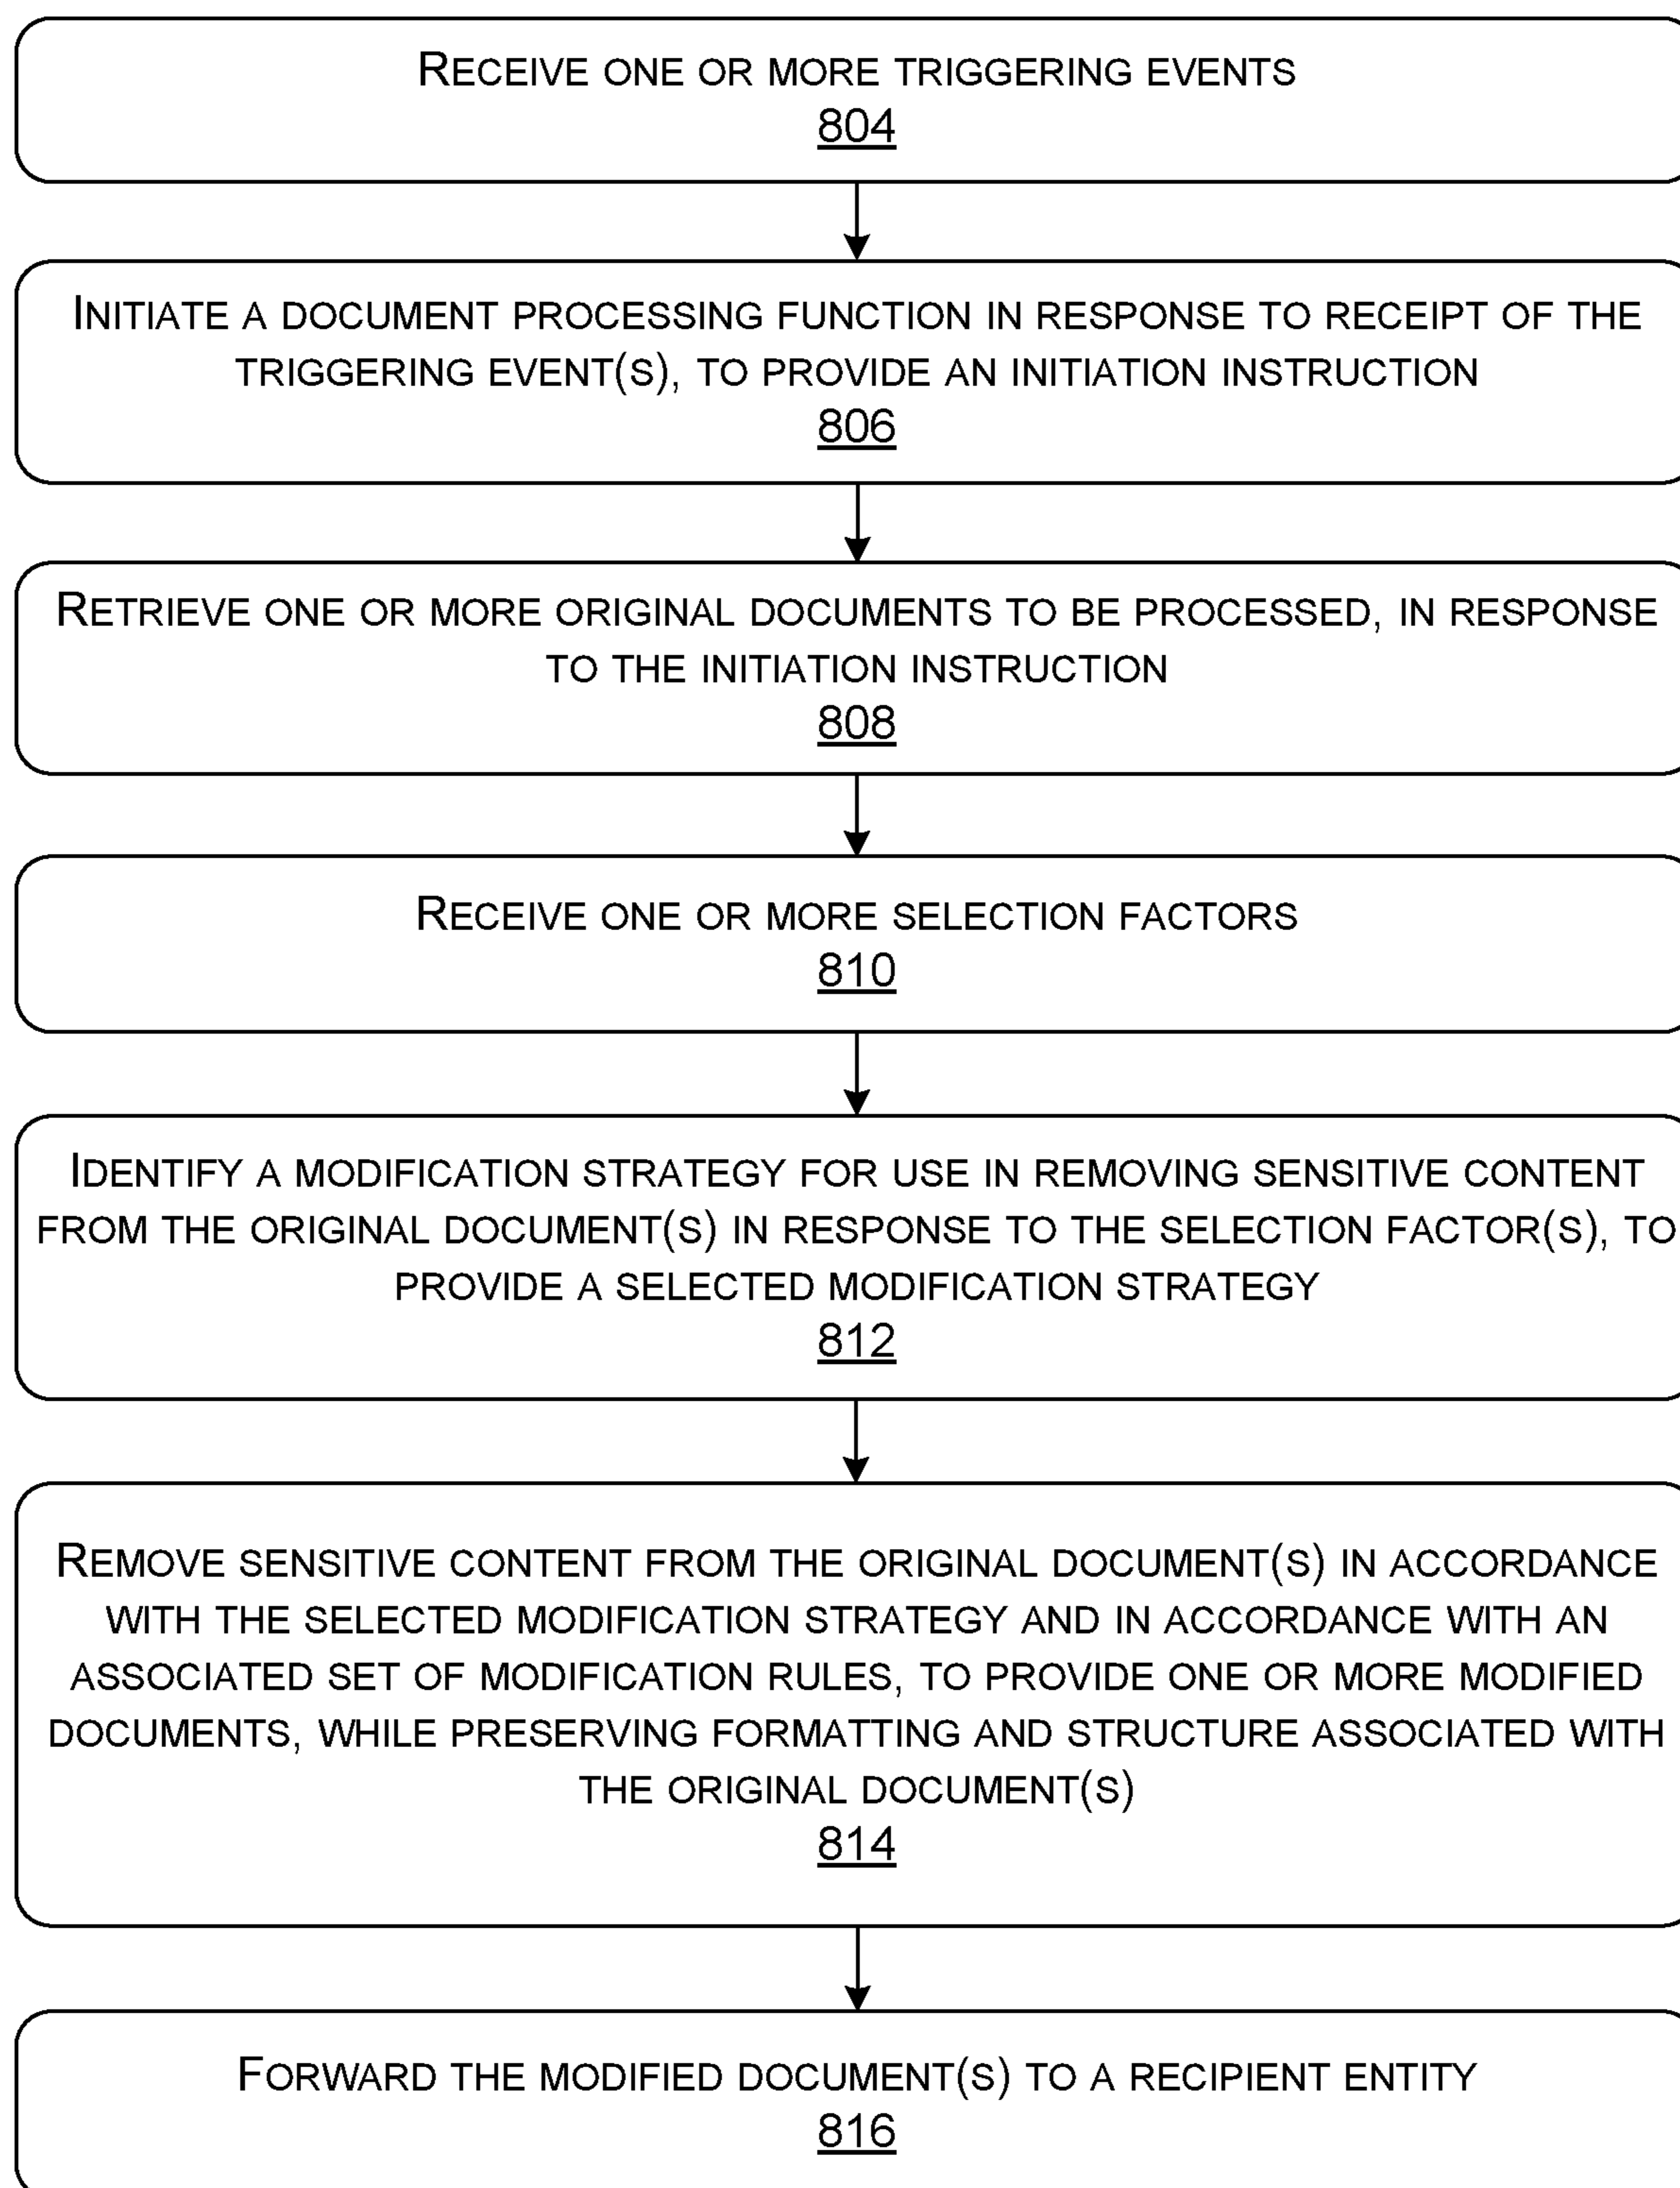 RECEIVE ONE OR MORE TRIGGERING EVENTS
804
INITIATE A DOCUMENT PROCESSING FUNCTION IN RESPONSE TO RECEIPT OF THE
TRIGGERING EVENT(S), TO PROVIDE AN INITIATION INSTRUCTION
806
RETRIEVE ONE OR MORE ORIGINAL DOCUMENTS TO BE PROCESSED, IN RESPONSE
TO THE INITIATION INSTRUCTION
808
RECEIVE ONE OR MORE SELECTION FACTORS
810
IDENTIFY A MODIFICATION STRATEGY FOR USE IN REMOVING SENSITIVE CONTENT
FROM THE ORIGINAL DOCUMENT(S) IN RESPONSE TO THE SELECTION FACTOR(S), TO
PROVIDE A SELECTED MODIFICATION STRATEGY
812
REMOVE SENSITIVE CONTENT FROM THE ORIGINAL DOCUMENT(S) IN ACCORDANCE
WITH THE SELECTED MODIFICATION STRATEGY AND IN ACCORDANCE WITH AN
ASSOCIATED SET OF MODIFICATION RULES, TO PROVIDE ONE OR MORE MODIFIED
DOCUMENTS, WHILE PRESERVING FORMATTING AND STRUCTURE ASSOCIATED WITH
THE ORIGINAL DOCUMENT(S)
814
FORWARD THE MODIFIED DOCUMENT(S) TO A RECIPIENT ENTITY
816